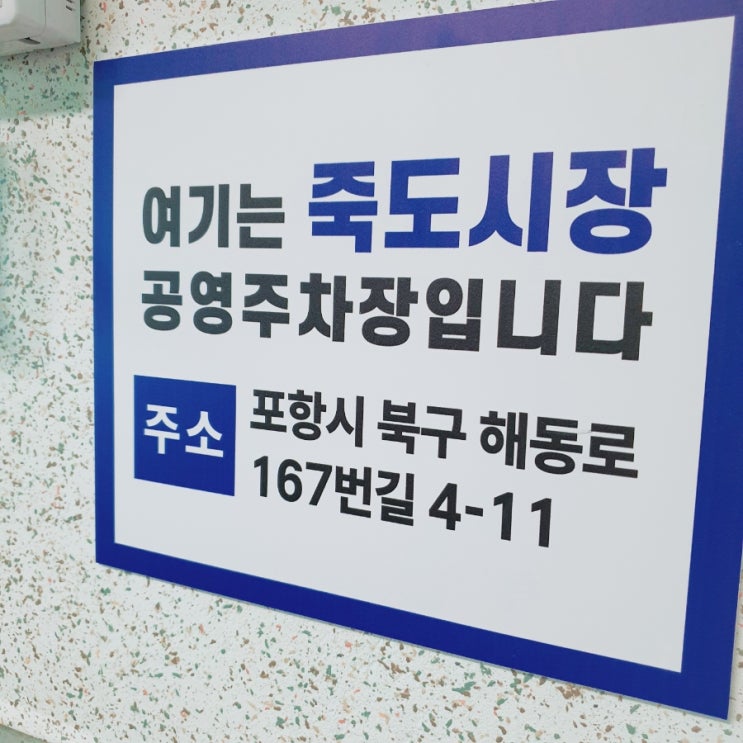 여기는 죽도시장
공영주차장입니다
주소
포항시 북구 해동로
167번길 4-11